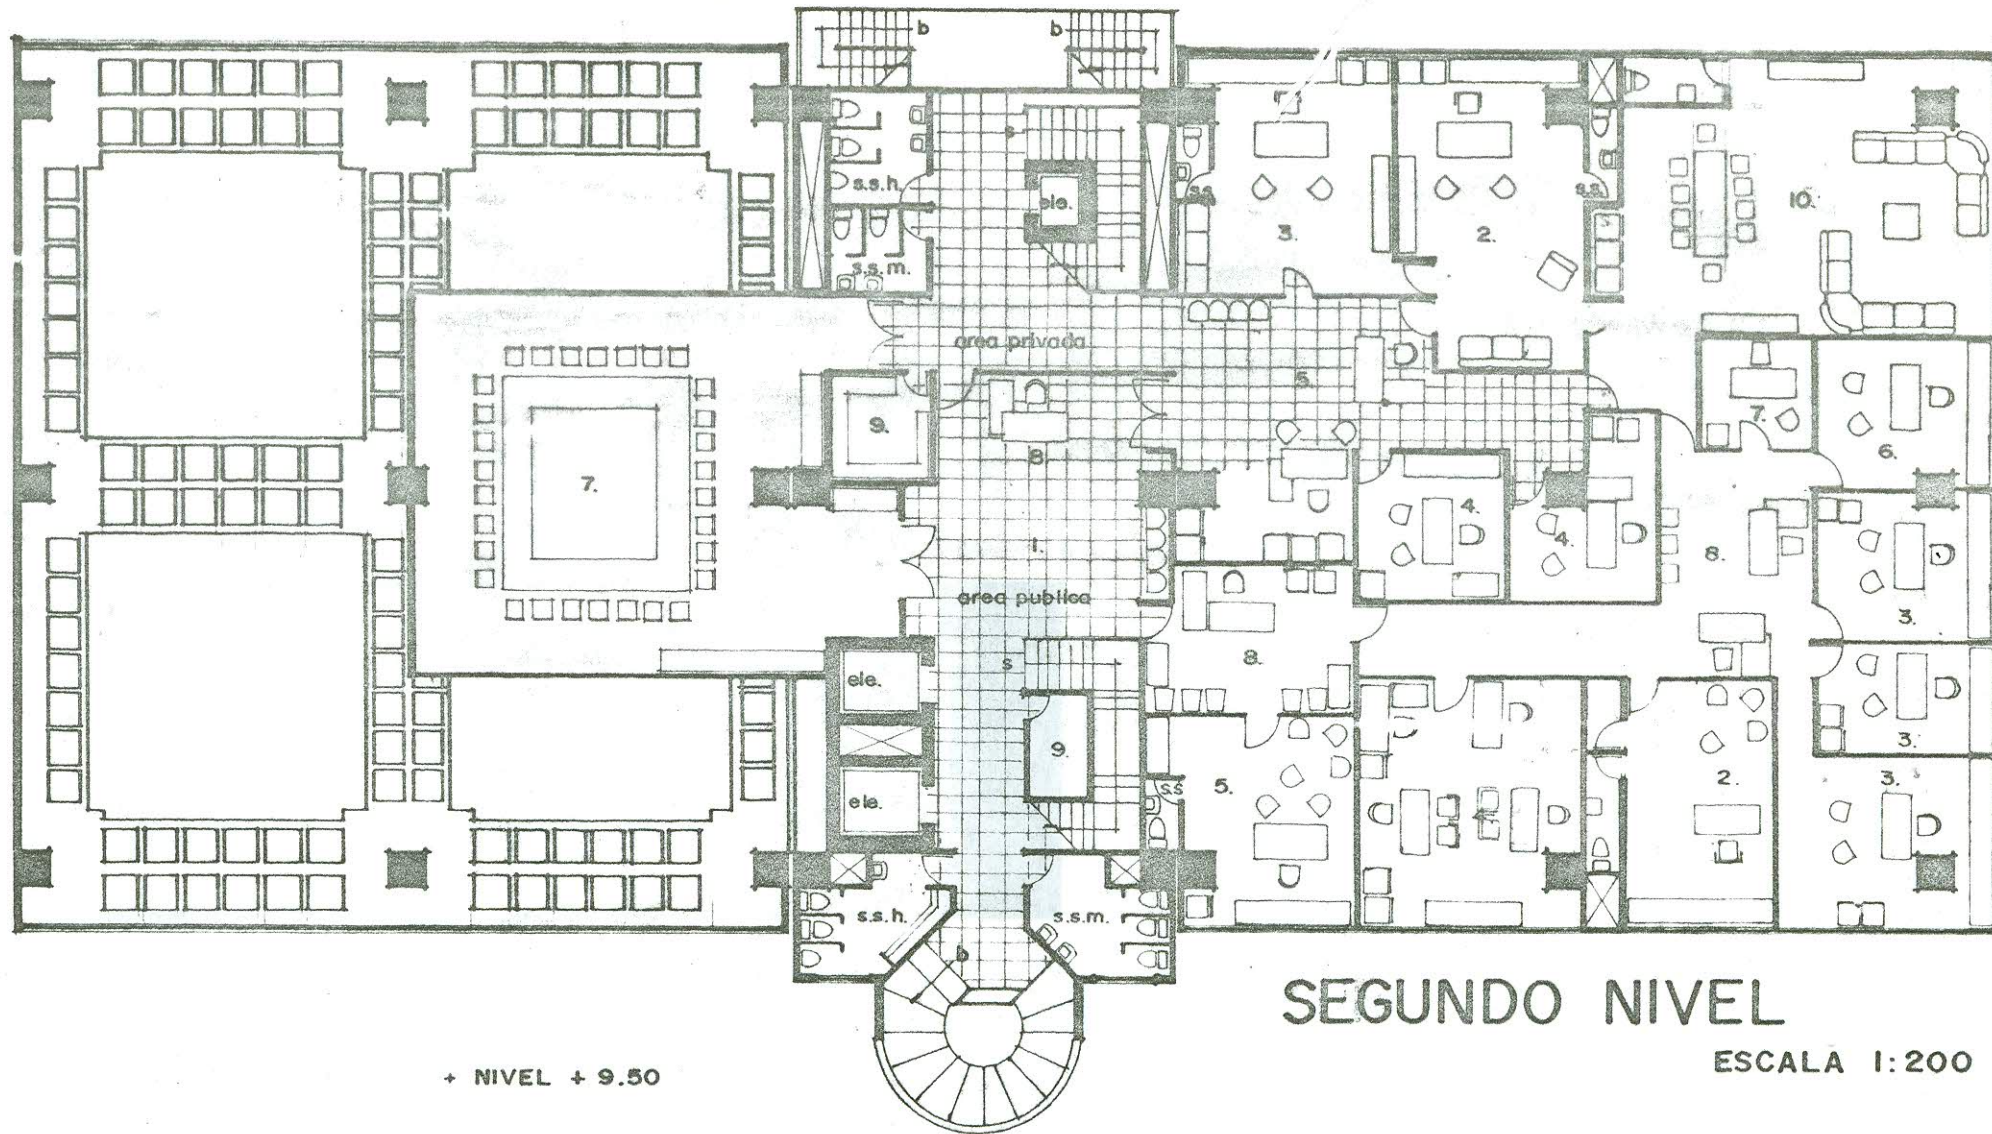 b
b
s
s.s.h.
ele.
s.s.
s.s.
3.
2.
10.
s.s.m.
area privada
5.
7.
9.
8.
6.
7.
4.
4.
1.
8.
area publica
3.
s
8.
ele.
9.
3.
5.
s.s
2.
3.
ele.
s.s.h.
s.s.m.
b
SEGUNDO NIVEL
ESCALA 1:200
+ NIVEL + 9.50